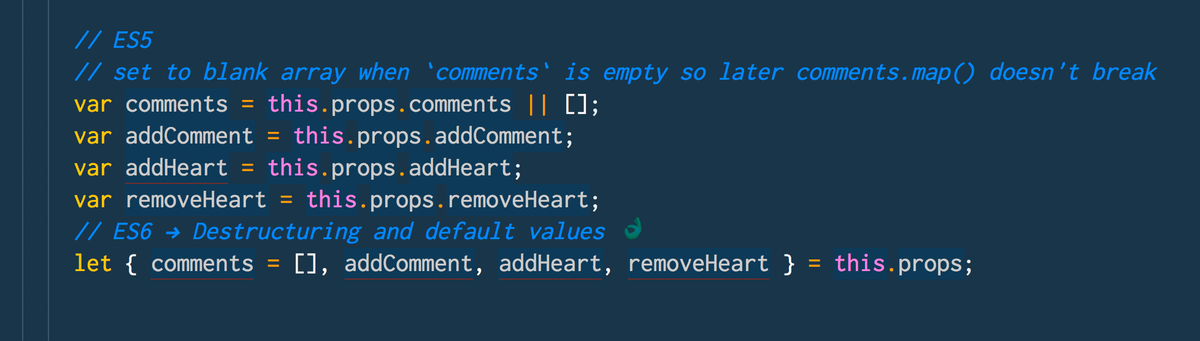 // ES5
// set to blank array when `comments` is empty so later comments.map() doesn't break
var comments = this.props.comments || [];
var addComment = this.props.addComment;
var addHeart = this.props.addHeart;
var removeHeart = this.props.removeHeart;
// ES6 → Destructuring and default values 👌
let { comments = [], addComment, addHeart, removeHeart } = this.props;